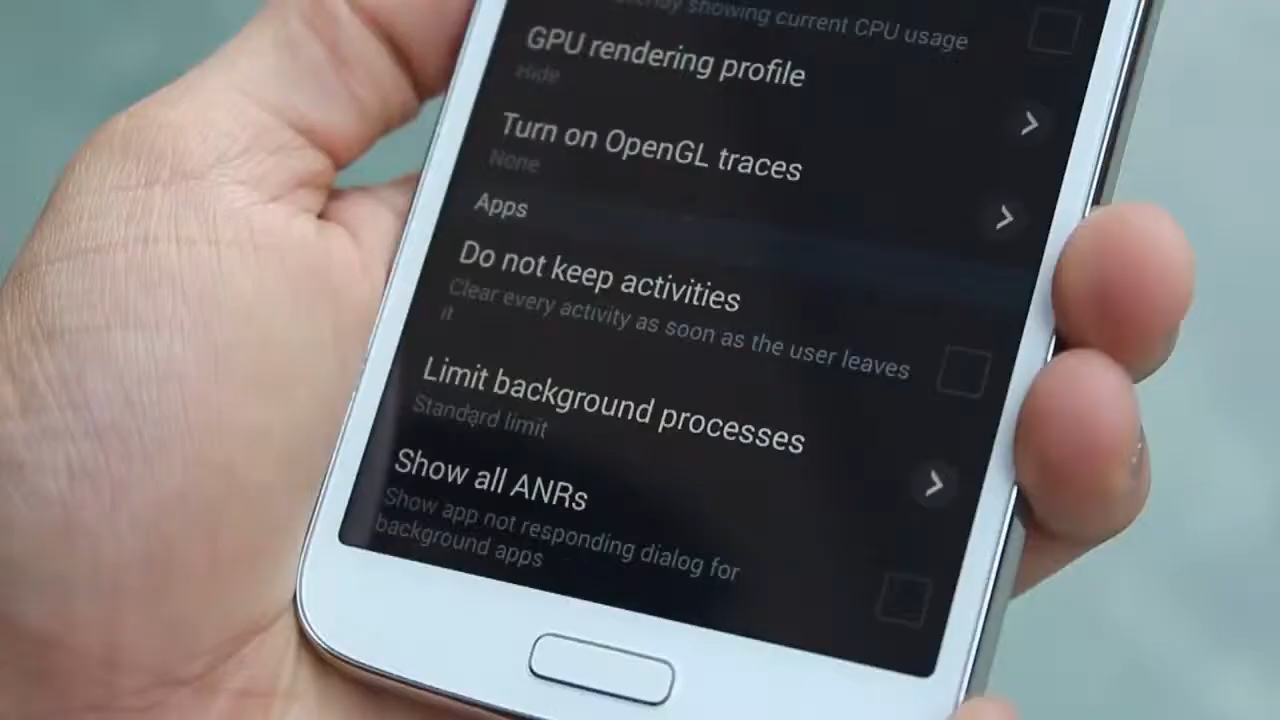 showing current CPU usage
GPU rendering profile
Hide
Turn on OpenGL traces
None
Apps
Do not keep activities
Clear every activity as soon as the user leaves
it
Limit background processes
Standard limit
Show all ANRs
Show app not responding dialog for
background apps